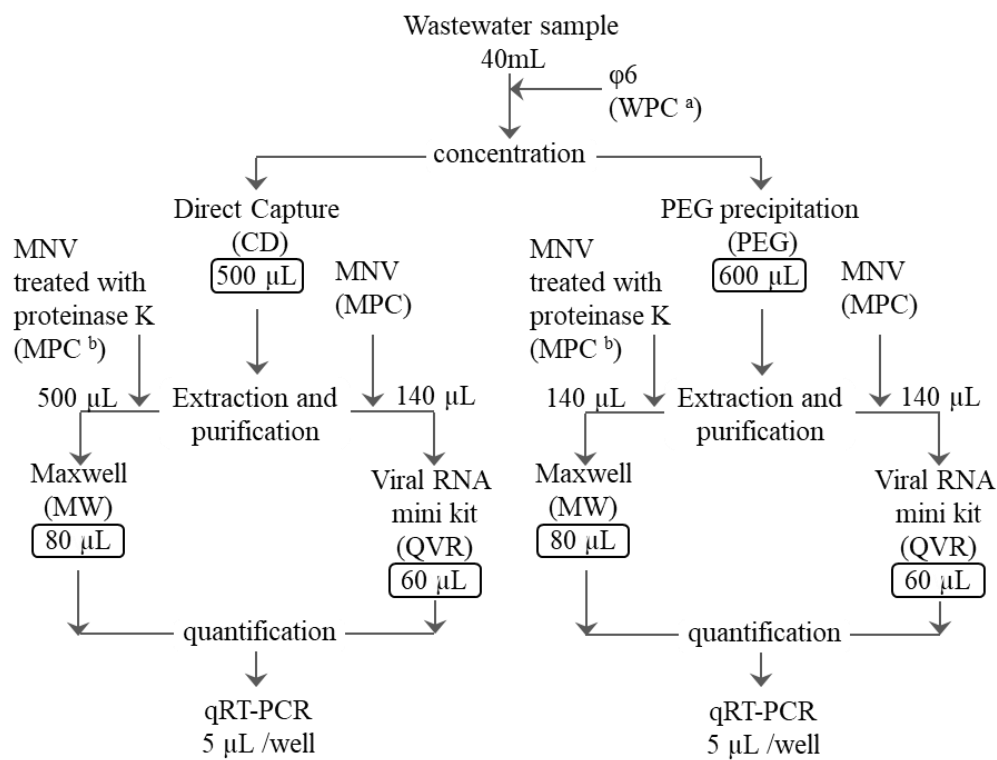 Wastewater sample
40mL
φ6
(WPC ᵃ)
concentration
Direct Capture
(CD)
500 μL
MNV
treated with
proteinase K
(MPC ᵇ)
MNV
(MPC)
500 μL
Extraction and
purification
140 μL
Maxwell
(MW)
80 μL
Viral RNA
mini kit
(QVR)
60 μL
quantification
qRT-PCR
5 μL /well
PEG precipitation
(PEG)
600 μL
MNV
treated with
proteinase K
(MPC ᵇ)
MNV
(MPC)
140 μL
Extraction and
purification
140 μL
Maxwell
(MW)
80 μL
Viral RNA
mini kit
(QVR)
60 μL
quantification
qRT-PCR
5 μL /well